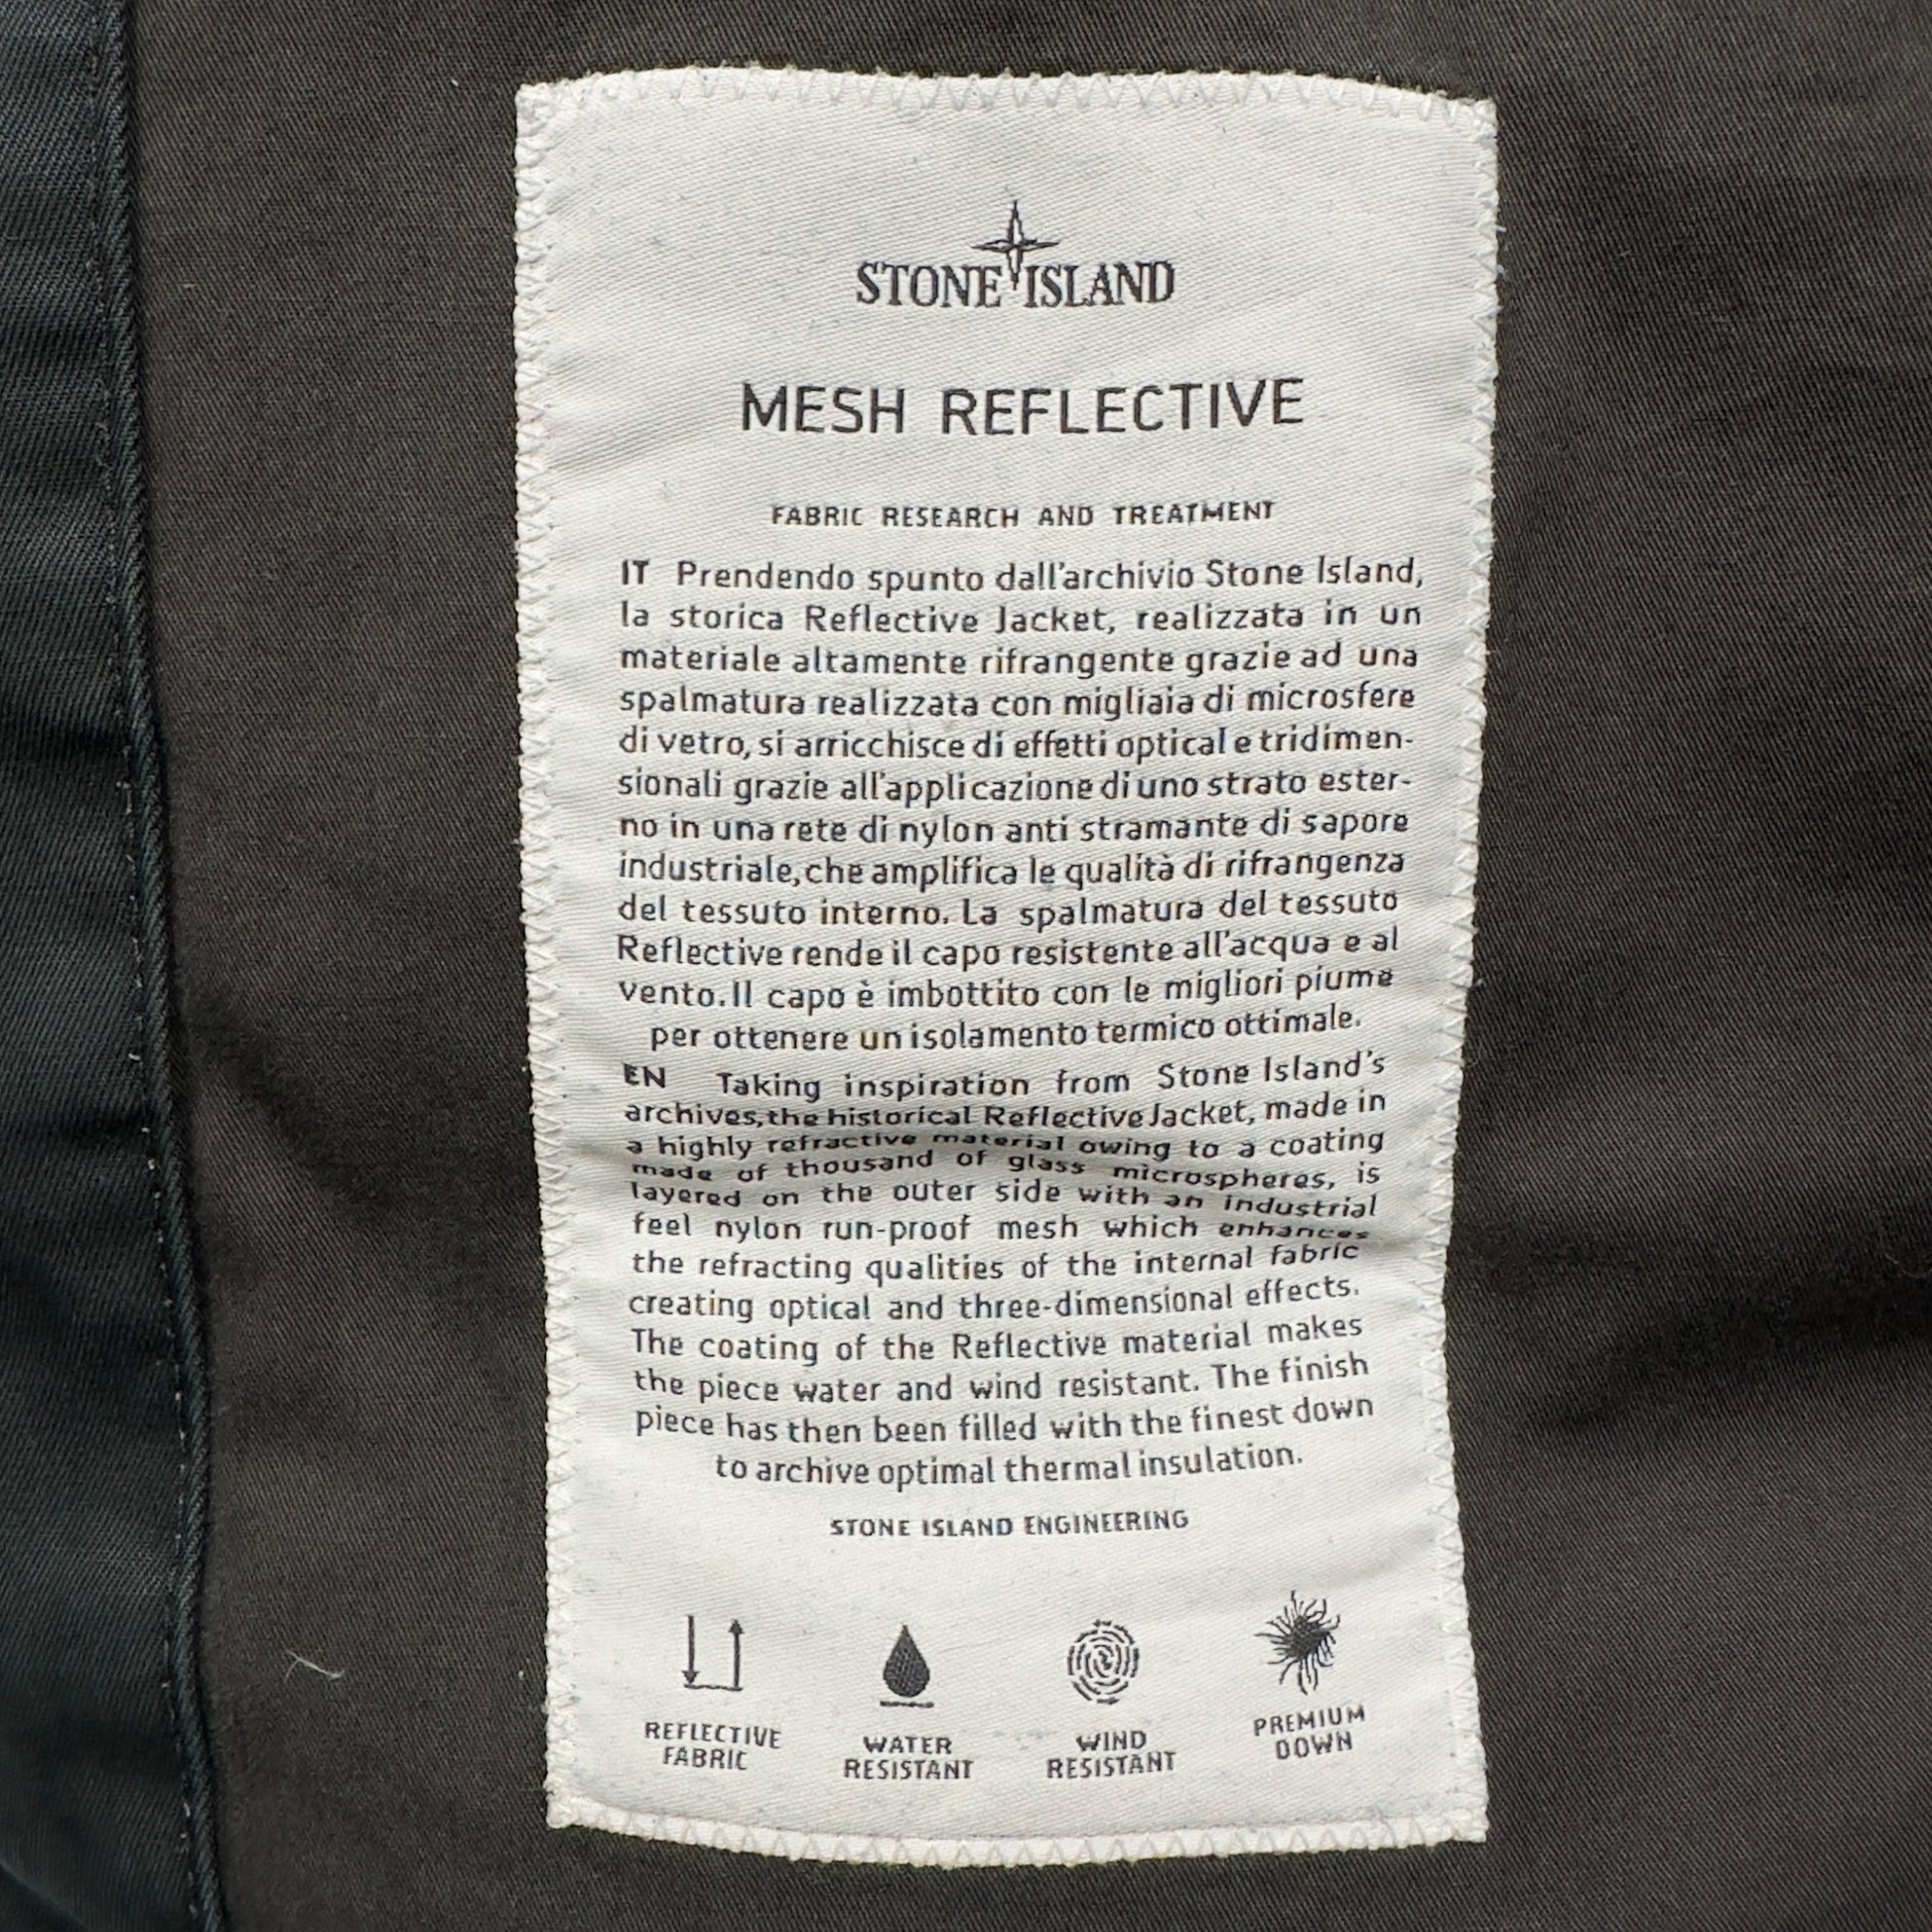 STONE ISLAND
MESH REFLECTIVE
FABRIC RESEARCH AND TREATMENT
IT Prendendo spunto dall'archivio Stone Island,
la storica Reflective Jacket, realizzata in un
materiale altamente rifrangente grazie ad una
spalmatura realizzata con migliaia di microsfere
di vetro, si arricchisce di effetti optical e tridimen-
sionali grazie all'applicazione di uno strato ester-
no in una rete di nylon anti stramante di sapore
industriale, che amplifica le qualità di rifrangenza
del tessuto interno. La spalmatura del tessuto
Reflective rende il capo resistente all'acqua e al
vento. Il capo è imbottito con le migliori piume
per ottenere un isolamento termico ottimale.
EN Taking inspiration from Stone Island's
archives, the historical Reflective Jacket, made in
a highly refractive material owing to a coating
made of thousand of glass microspheres, is
layered on the outer side with an industrial
feel nylon run-proof mesh which enhances
the refracting qualities of the internal fabric
creating optical and three-dimensional effects.
The coating of the Reflective material makes
the piece water and wind resistant. The finish
piece has then been filled with the finest down
to archive optimal thermal insulation.
STONE ISLAND ENGINEERING
REFLECTIVE
FABRIC
WATER
RESISTANT
WIND
RESISTANT
PREMIUM
DOWN